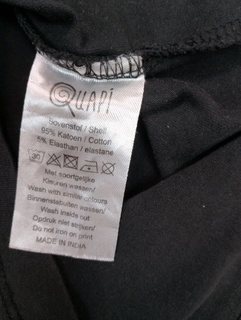 QUAPI
Bovenstof / Shell
95% Katoen / Cotton
5% Elasthan / elastane
30
Met soortgelijke
Kleuren wassen/
Wash with similar colours
Binnenstebuiten wassen/
Wash inside out
Opdruk niet strijken/
Do not iron on print
MADE IN INDIA